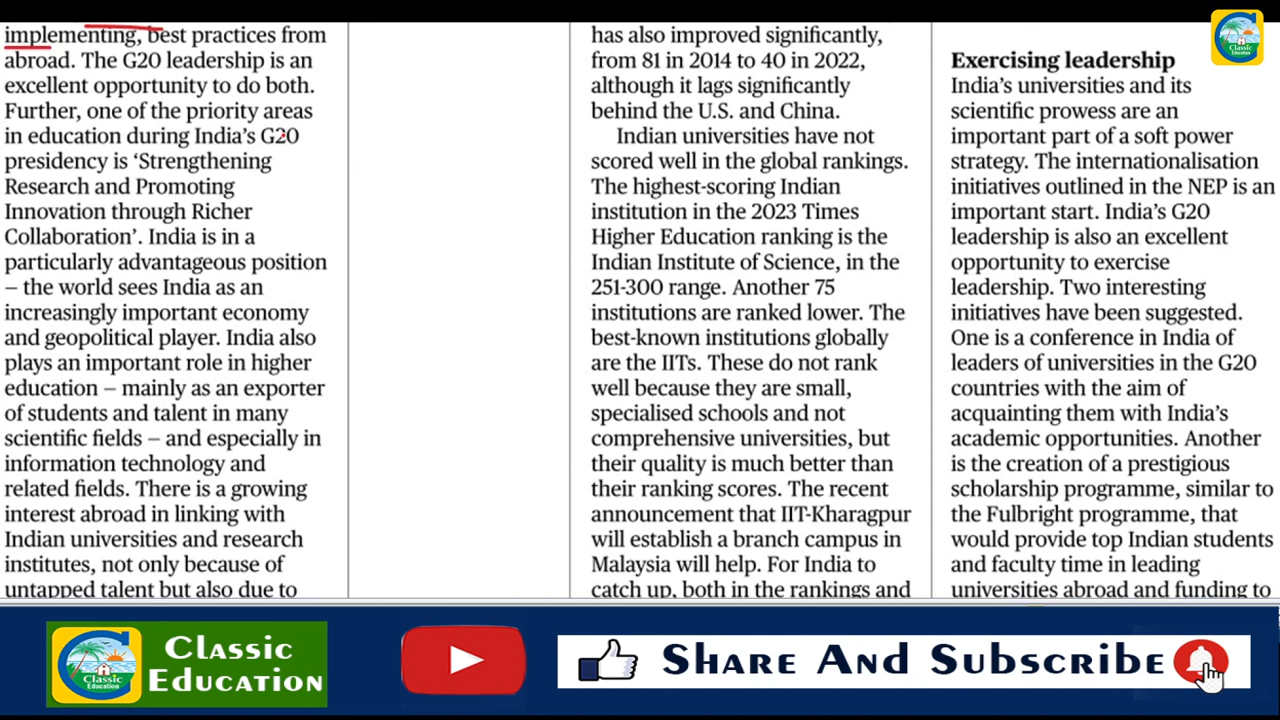 implementing, best practices from
abroad. The G20 leadership is an
excellent opportunity to do both.
Further, one of the priority areas
in education during India's G20
presidency is ‘Strengthening
Research and Promoting
Innovation through Richer
Collaboration’. India is in a
particularly advantageous position
– the world sees India as an
increasingly important economy
and geopolitical player. India also
plays an important role in higher
education – mainly as an exporter
of students and talent in many
scientific fields – and especially in
information technology and
related fields. There is a growing
interest abroad in linking with
Indian universities and research
institutes, not only because of
untapped talent but also due to
has also improved significantly,
from 81 in 2014 to 40 in 2022,
although it lags significantly
behind the U.S. and China.
Indian universities have not
scored well in the global rankings.
The highest-scoring Indian
institution in the 2023 Times
Higher Education ranking is the
Indian Institute of Science, in the
251-300 range. Another 75
institutions are ranked lower. The
best-known institutions globally
are the IITs. These do not rank
well because they are small,
specialised schools and not
comprehensive universities, but
their quality is much better than
their ranking scores. The recent
announcement that IIT-Kharagpur
will establish a branch campus in
Malaysia will help. For India to
catch up, both in the rankings and
Exercising leadership
India's universities and its
scientific prowess are an
important part of a soft power
strategy. The internationalisation
initiatives outlined in the NEP is an
important start. India's G20
leadership is also an excellent
opportunity to exercise
leadership. Two interesting
initiatives have been suggested.
One is a conference in India of
leaders of universities in the G20
countries with the aim of
acquainting them with India's
academic opportunities. Another
is the creation of a prestigious
scholarship programme, similar to
the Fulbright programme, that
would provide top Indian students
and faculty time in leading
universities abroad and funding to
Classic
Education
Classic
Education
Classic
Education
Share And Subscribe